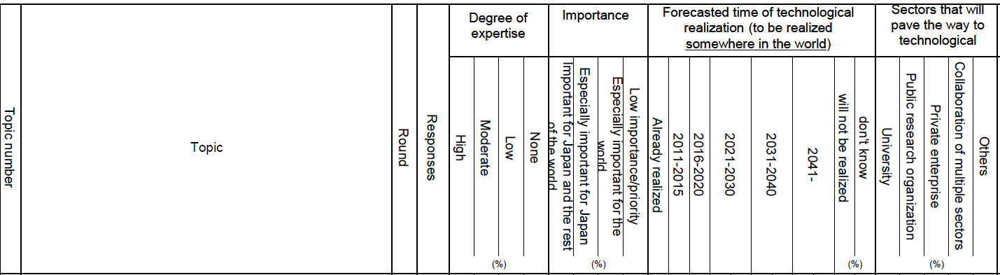 Topic number
Topic
Round
Responses
Degree of
expertise
High
Moderate
Low
None
(%)
Importance
Important for Japan and the rest
of the world
Especially important for Japan
Especially important for the
world
Low importance/priority
(%)
Forecasted time of technological
realization (to be realized
somewhere in the world)
Already realized
2011-2015
2016-2020
2021-2030
2031-2040
2041-
will not be realized
don't know
(%)
Sectors that will
pave the way to
technological
University
Public research organization
Private enterprise
Collaboration of multiple sectors
Others
(%)